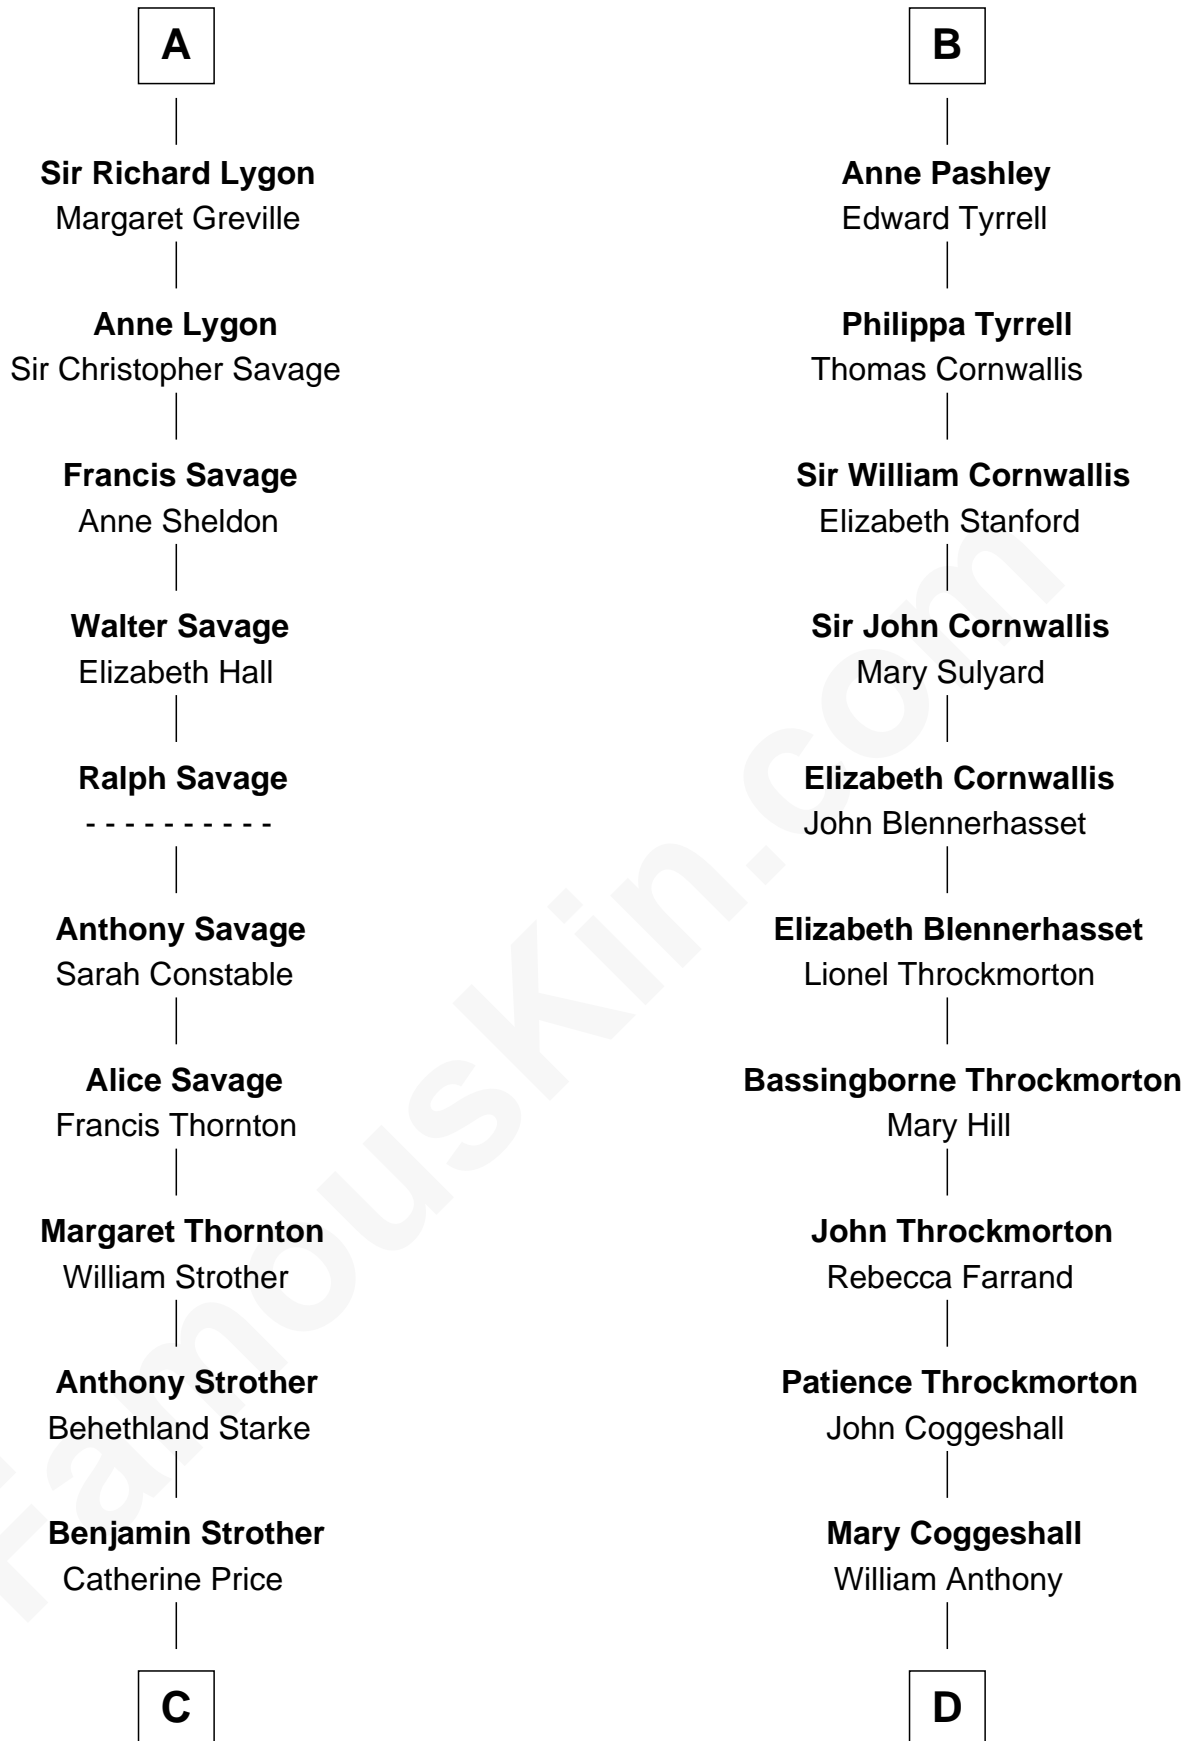 A
Sir Richard Lygon
Margaret Greville
Anne Lygon
Sir Christopher Savage
Francis Savage
Anne Sheldon
Walter Savage
Elizabeth Hall
Ralph Savage
- - - - - - - - - -
Anthony Savage
Sarah Constable
Alice Savage
Francis Thornton
Margaret Thornton
William Strother
Anthony Strother
Behethland Starke
Benjamin Strother
Catherine Price
C
B
Anne Pashley
Edward Tyrrell
Philippa Tyrrell
Thomas Cornwallis
Sir William Cornwallis
Elizabeth Stanford
Sir John Cornwallis
Mary Sulyard
Elizabeth Cornwallis
John Blennerhasset
Elizabeth Blennerhasset
Lionel Throckmorton
Bassingborne Throckmorton
Mary Hill
John Throckmorton
Rebecca Farrand
Patience Throckmorton
John Coggeshall
Mary Coggeshall
William Anthony
D
FamousKin.com